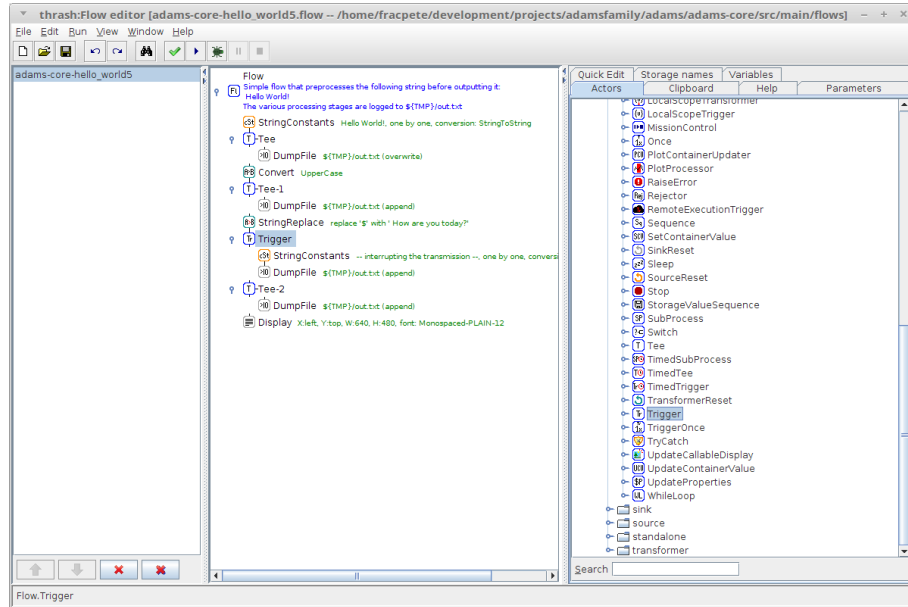 thrash:Flow editor [adams-core-hello_world5.flow -- /home/fracpete/development/projects/adamsfamily/adams/adams-core/src/main/flows]
File Edit Run View Window Help
adams-core-hello_world5
Flow
Simple flow that preprocesses the following string before outputting it:
Hello World!
The various processing stages are logged to ${TMP}/out.txt
StringConstants Hello World!, one by one, conversion: StringToString
Tee
DumpFile ${TMP}/out.txt (overwrite)
Convert UpperCase
Tee-1
DumpFile ${TMP}/out.txt (append)
StringReplace replace '$' with ' How are you today?'
Trigger
StringConstants -- interrupting the transmission --, one by one, convers
DumpFile ${TMP}/out.txt (append)
Tee-2
DumpFile ${TMP}/out.txt (append)
Display X:left, Y:top, W:640, H:480, font: Monospaced-PLAIN-12
Quick Edit Storage names Variables
Actors Clipboard Help Parameters
LocalScopeTransformer
LocalScopeTrigger
MissionControl
Once
PlotContainerUpdater
PlotProcessor
RaiseError
Rejector
RemoteExecutionTrigger
Sequence
SetContainerValue
SinkReset
Sleep
SourceReset
Stop
StorageValueSequence
SubProcess
Switch
Tee
TimedSubProcess
TimedTee
TimedTrigger
TransformerReset
Trigger
TriggerOnce
TryCatch
UpdateCallableDisplay
UpdateContainerValue
UpdateProperties
WhileLoop
sink
source
standalone
transformer
Search
Flow.Trigger